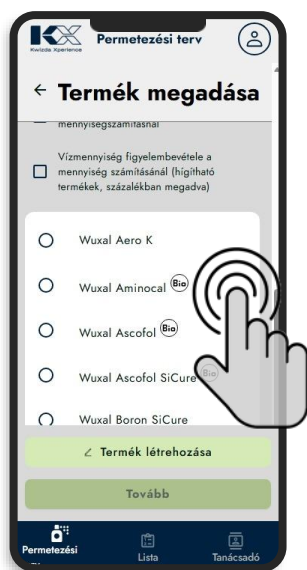 KX
Kwizda Xperience
Permetezési terv
← Termék megadása
mennyiségszámításnál
Vízmennyiség figyelembevétele a
mennyiség számításánál (hígítható
termékek, százalékban megadva)
Wuxal Aero K
Wuxal Aminocal Bio
Wuxal Ascofol Bio
Wuxal Ascofol SiCure Bio
Wuxal Boron SiCure
Termék létrehozása
Tovább
Permetezési
Lista
Tanácsadó